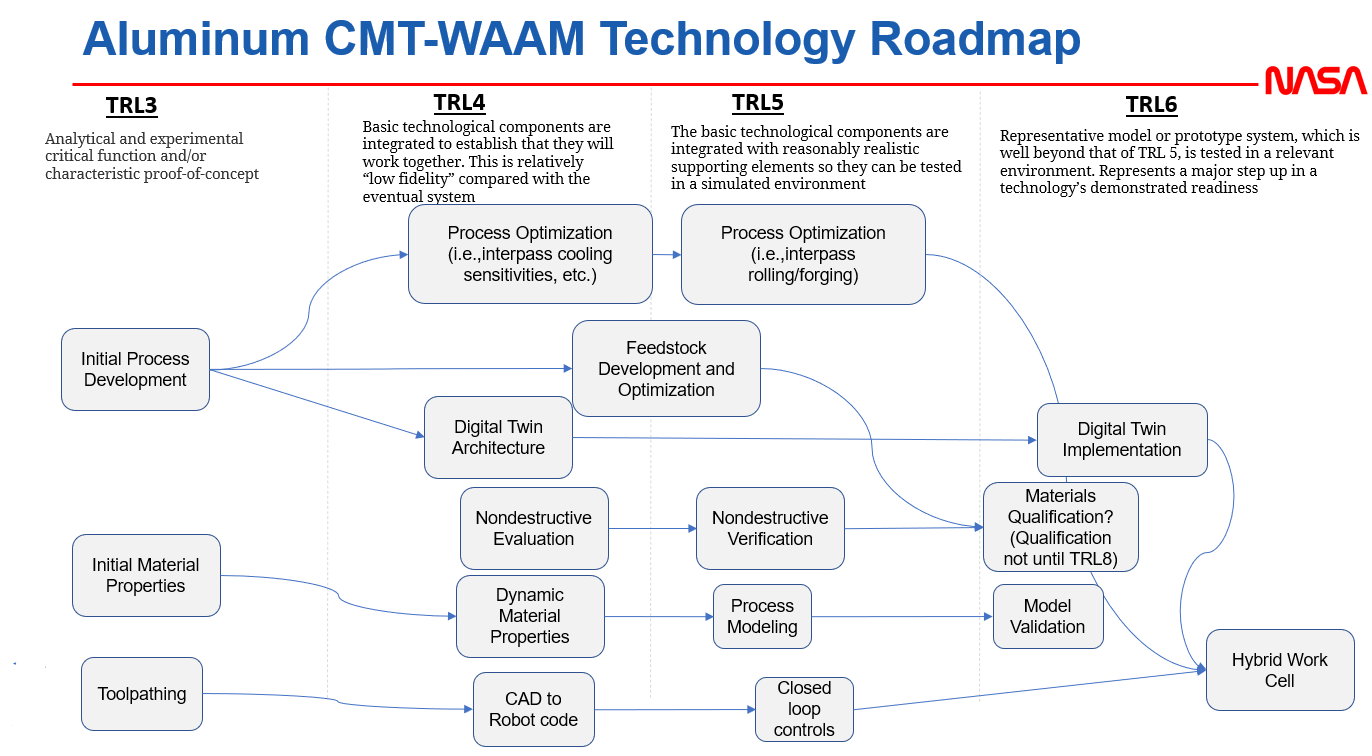 Aluminum CMT-WAAM Technology Roadmap
NASA
TRL3
Analytical and experimental
critical function and/or
characteristic proof-of-concept
TRL4
Basic technological components are
integrated to establish that they will
work together. This is relatively
“low fidelity” compared with the
eventual system
TRL5
The basic technological components are
integrated with reasonably realistic
supporting elements so they can be tested
in a simulated environment
TRL6
Representative model or prototype system, which is
well beyond that of TRL 5, is tested in a relevant
environment. Represents a major step up in a
technology’s demonstrated readiness
Process Optimization
(i.e.,interpass cooling
sensitivities, etc.)
Process Optimization
(i.e.,interpass
rolling/forging)
Initial Process
Development
Feedstock
Development and
Optimization
Digital Twin
Architecture
Digital Twin
Implementation
Nondestructive
Evaluation
Nondestructive
Verification
Materials
Qualification?
(Qualification
not until TRL8)
Initial Material
Properties
Dynamic
Material
Properties
Process
Modeling
Model
Validation
Hybrid Work
Cell
Toolpathing
CAD to
Robot code
Closed
loop
controls